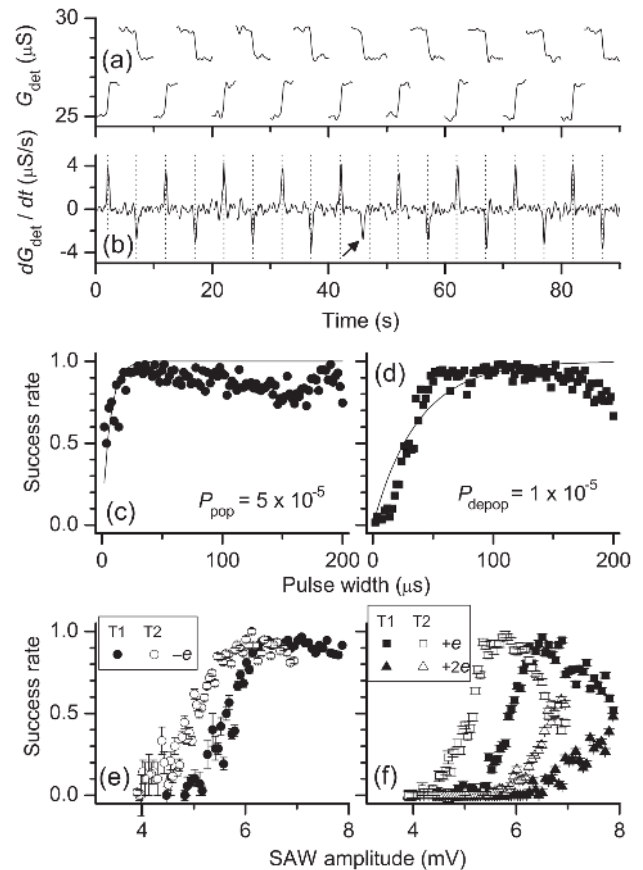 30
(a)
G_det (μS)
25
4
0
-4
dG_det / dt (μS/s)
(b)
0 20 40 60 80
Time (s)
1.0
0.5
0.0
Success rate
(c)
P_pop = 5 x 10^-5
(d)
P_depop = 1 x 10^-5
0 100 200 0 50 100 150 200
Pulse width (μs)
1.0
0.5
0.0
Success rate
T1 T2
–e
(e)
T1 T2
+e
+2e
(f)
4 6 8 4 6 8
SAW amplitude (mV)